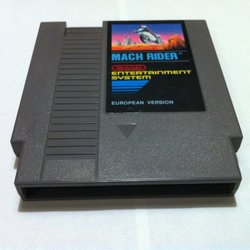 MACH RIDER
Nintendo
ENTERTAINMENT
SYSTEM
EUROPEAN VERSION